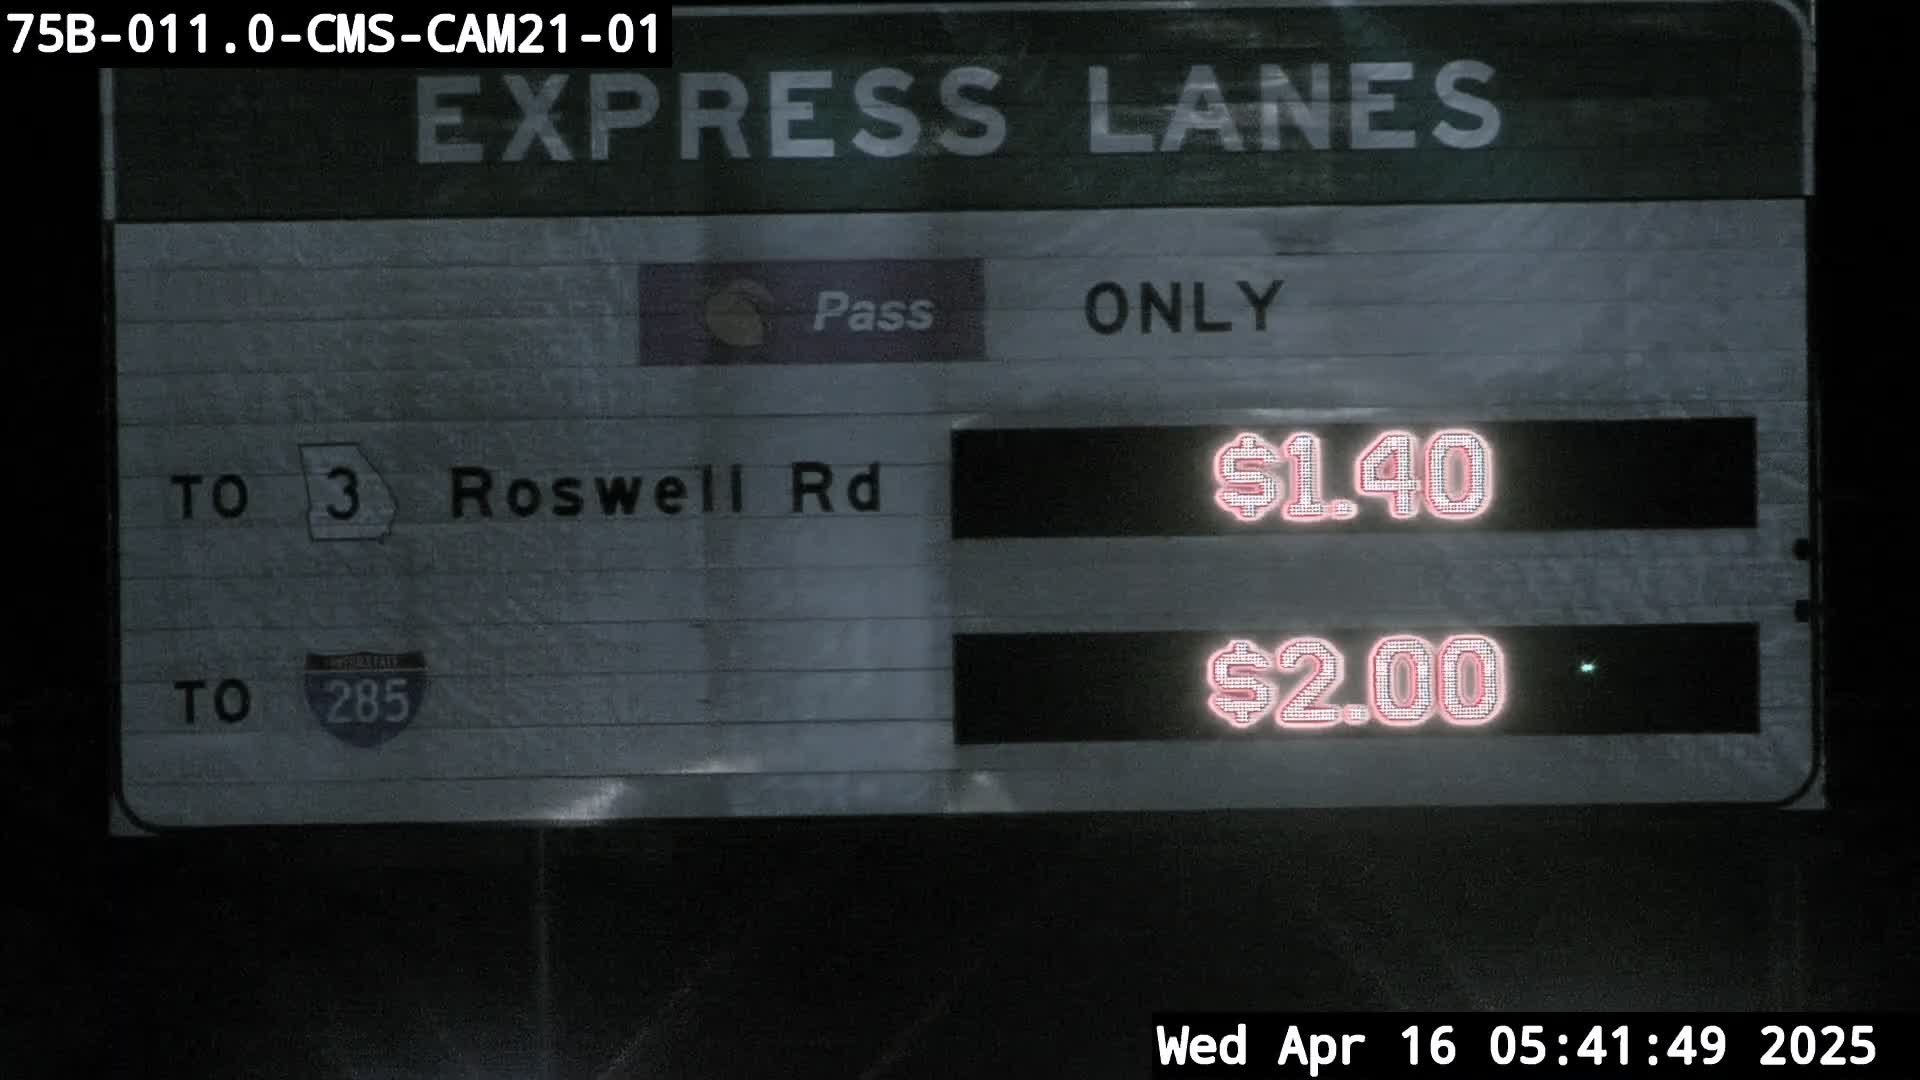 75B-011.0-CMS-CAM21-01
EXPRESS LANES
Pass ONLY
TO 3 Roswell Rd $1.40
INTERSTATE
TO 285 $2.00
Wed Apr 16 05:41:49 2025